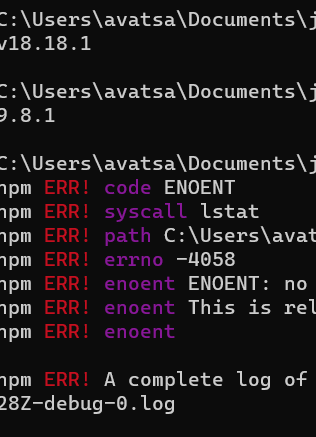 C:\Users\avatsa\Documents\j
v18.18.1
C:\Users\avatsa\Documents\j
9.8.1
C:\Users\avatsa\Documents\j
npm ERR! code ENOENT
npm ERR! syscall lstat
npm ERR! path C:\Users\avat
npm ERR! errno -4058
npm ERR! enoent ENOENT: no
npm ERR! enoent This is rel
npm ERR! enoent
npm ERR! A complete log of
28Z-debug-0.log